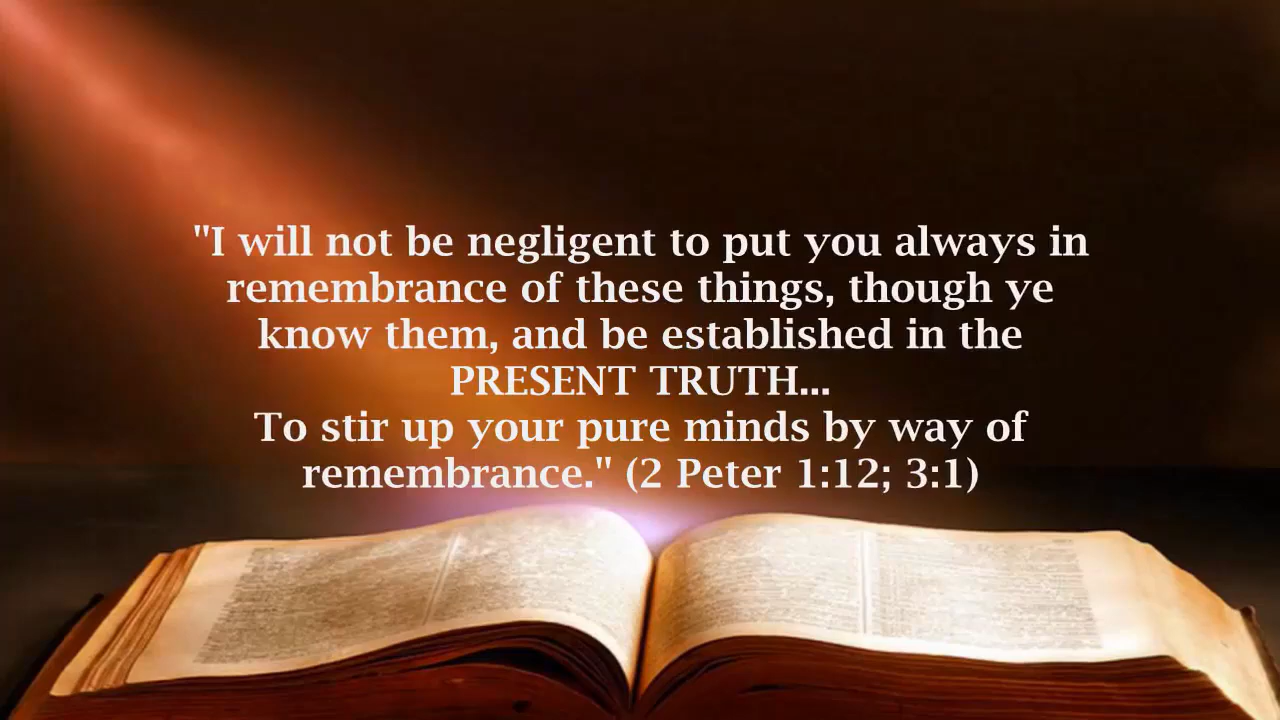 "I will not be negligent to put you always in
remembrance of these things, though ye
know them, and be established in the
PRESENT TRUTH...
To stir up your pure minds by way of
remembrance." (2 Peter 1:12; 3:1)